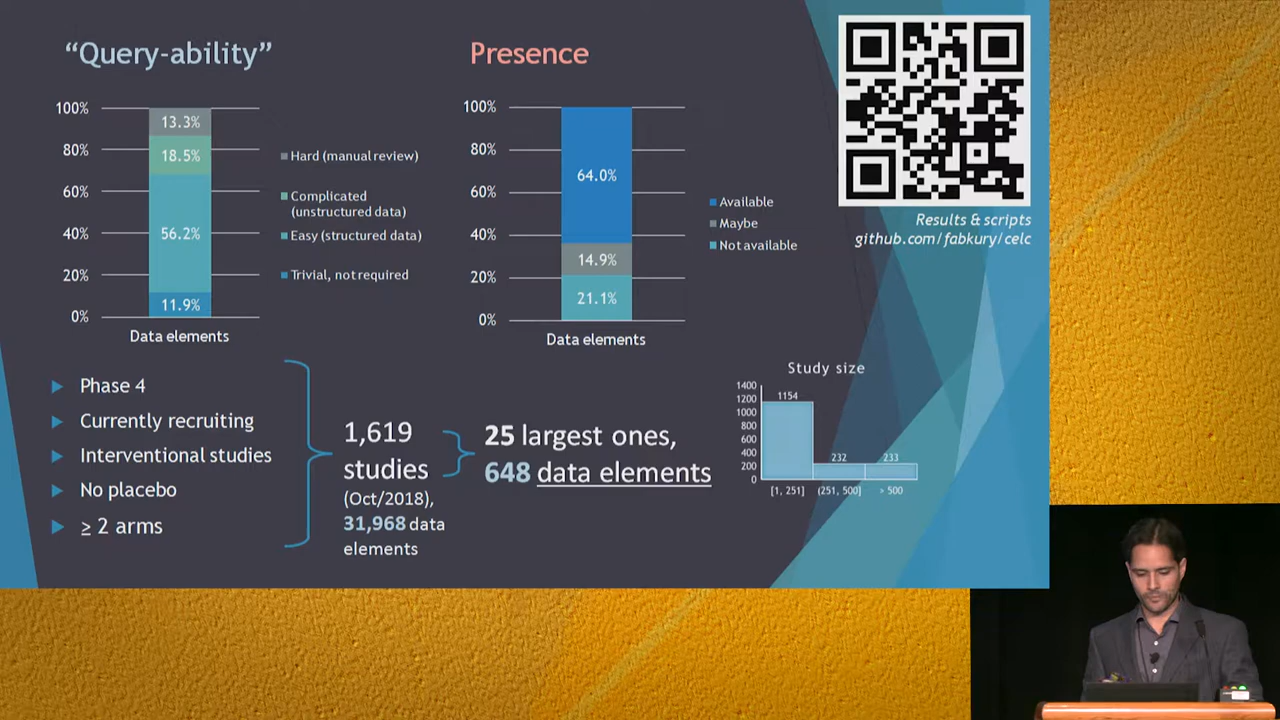 “Query-ability”
100%
80%
60%
40%
20%
0%
13.3%
18.5%
56.2%
11.9%
Data elements
Hard (manual review)
Complicated
(unstructured data)
Easy (structured data)
Trivial, not required
Presence
100%
80%
60%
40%
20%
0%
64.0%
14.9%
21.1%
Data elements
Available
Maybe
Not available
Results & scripts
github.com/fabkury/celc
Phase 4
Currently recruiting
Interventional studies
No placebo
≥ 2 arms
1,619
studies
(Oct/2018),
31,968 data
elements
25 largest ones,
648 data elements
Study size
1400
1200
1000
800
600
400
200
0
1154
232
233
[1, 251]
(251, 500]
> 500